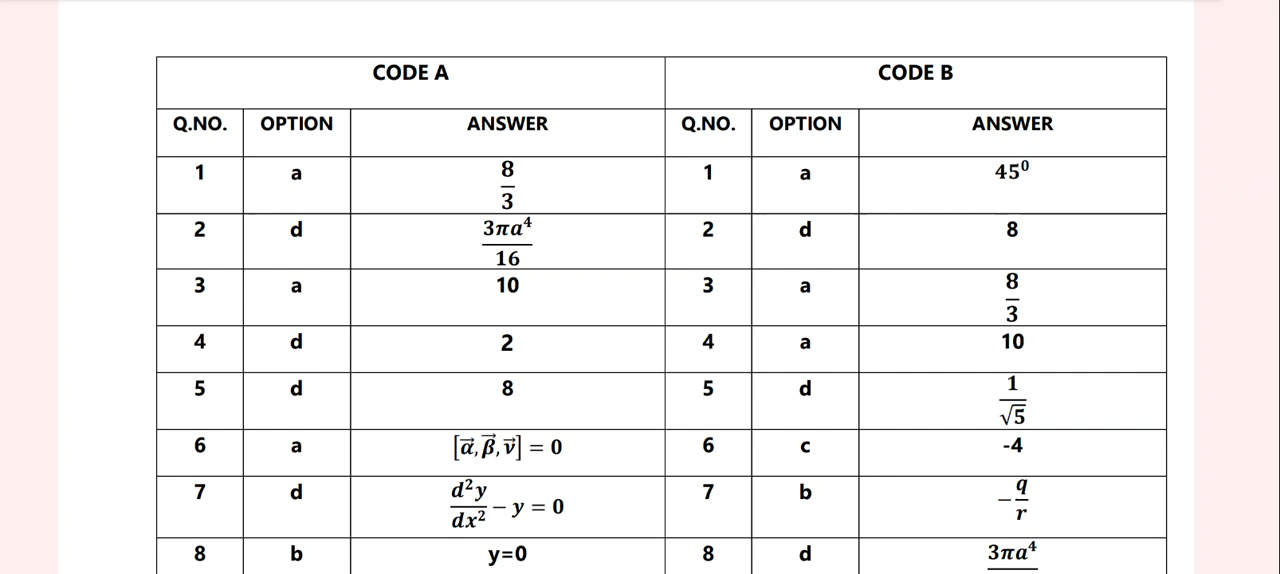 CODE A CODE B
Q.NO. OPTION ANSWER Q.NO. OPTION ANSWER
1 a 8/3 1 a 45⁰
2 d 3πa⁴/16 2 d 8
3 a 10 3 a 8/3
4 d 2 4 a 10
5 d 8 5 d 1/√5
6 a [α⃗, β⃗, v⃗] = 0 6 c -4
7 d d²y/dx² − y = 0 7 b −q/r
8 b y=0 8 d 3πa⁴